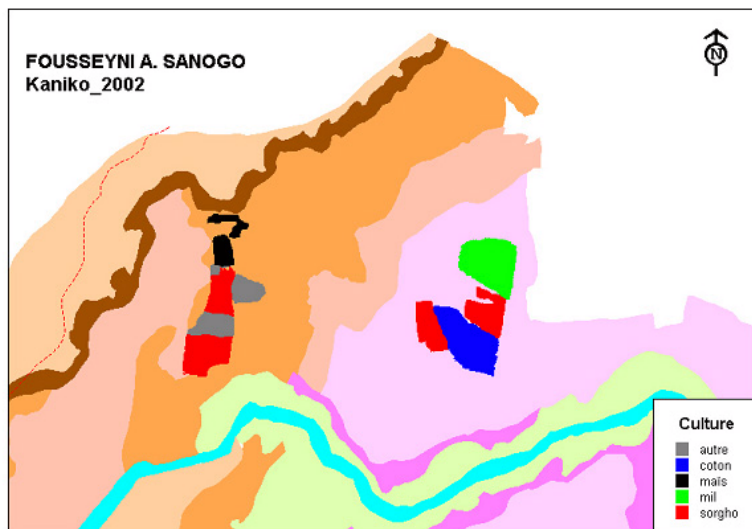 FOUSSEYNI A. SANOGO
Kaniko_2002
N
Culture
autre
coton
maïs
mil
sorgho